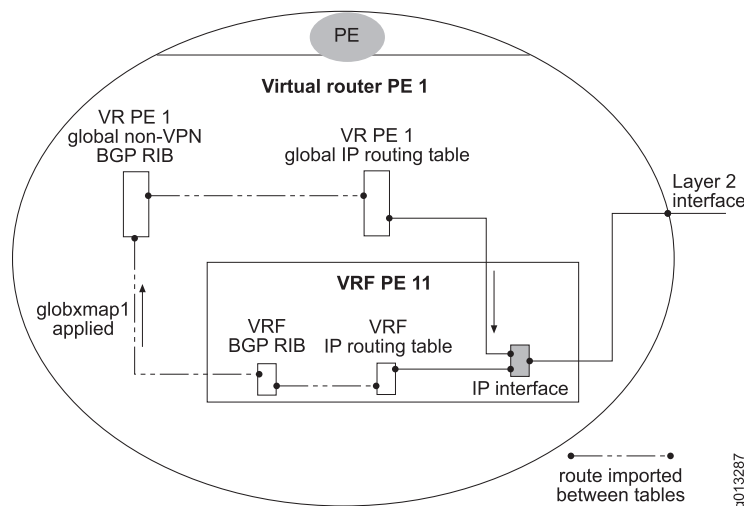 PE
Virtual router PE 1
VR PE 1
global non-VPN
BGP RIB
VR PE 1
global IP routing table
Layer 2
interface
VRF PE 11
globxmap1
applied
VRF
BGP RIB
VRF
IP routing table
IP interface
route imported
between tables
g013287